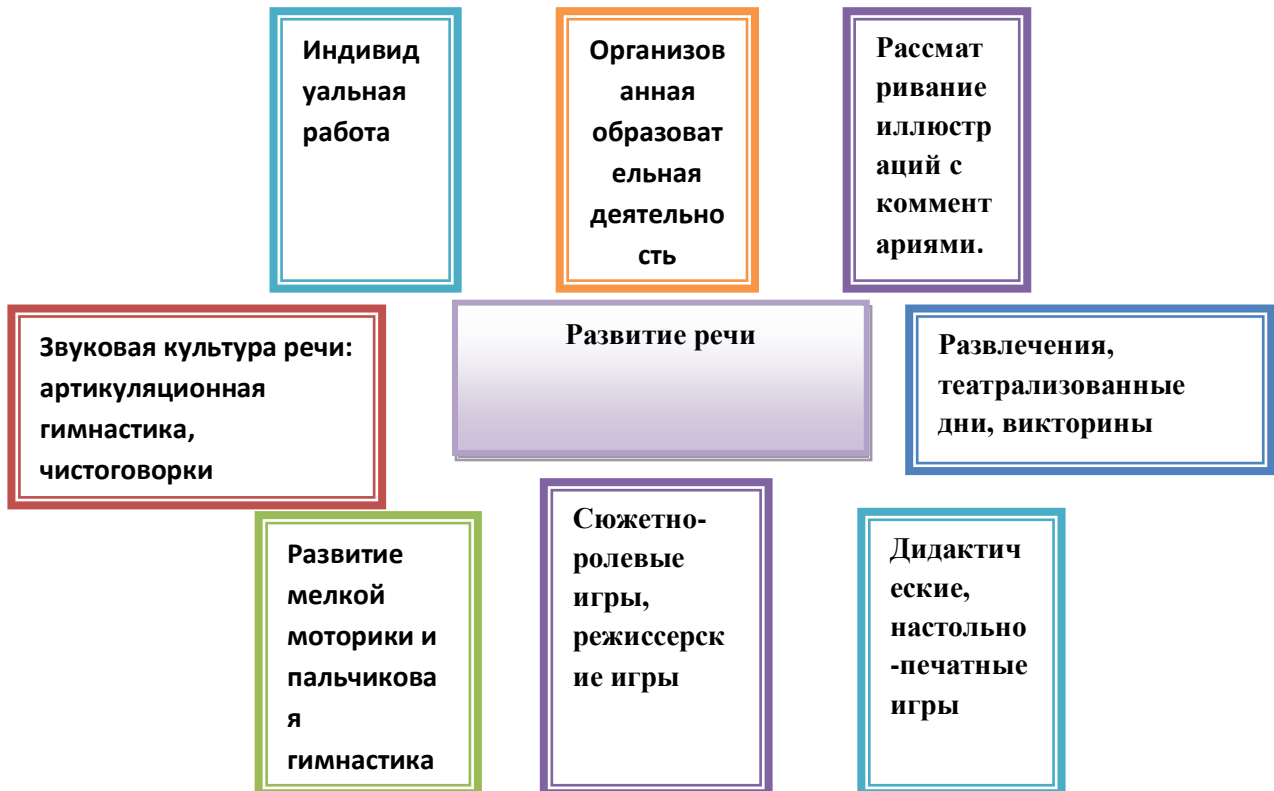 Индивид
уальная
работа
Организов
анная
образоват
ельная
деятельно
сть
Рассмат
ривание
иллюстр
аций с
коммент
ариями.
Звуковая культура речи:
артикуляционная
гимнастика,
чистоговорки
Развитие речи
Развлечения,
театрализованные
дни, викторины
Развитие
мелкой
моторики и
пальчикова
я
гимнастика
Сюжетно-
ролевые
игры,
режиссерск
ие игры
Дидактич
еские,
настольно
-печатные
игры